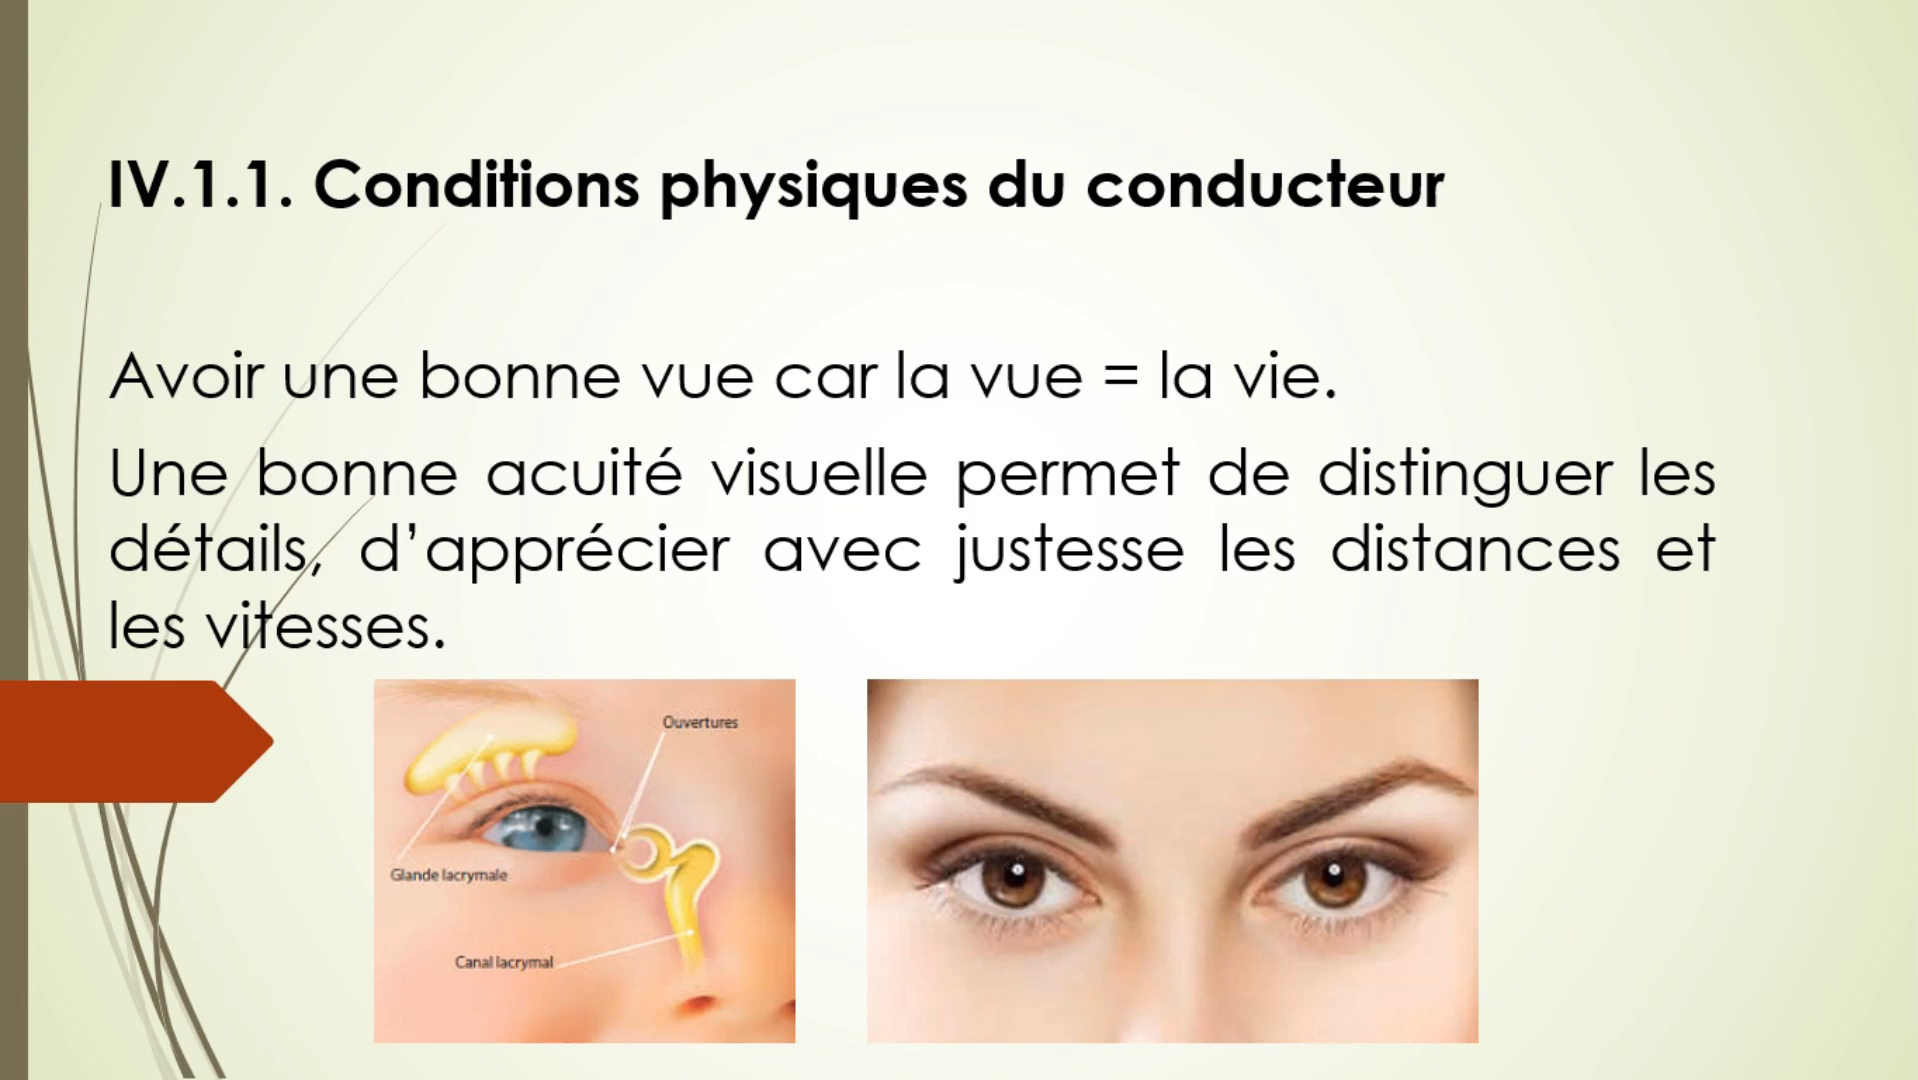 IV.1.1. Conditions physiques du conducteur
Avoir une bonne vue car la vue = la vie.
Une bonne acuité visuelle permet de distinguer les
détails, d’apprécier avec justesse les distances et
les vitesses.
Ouvertures
Glande lacrymale
Canal lacrymal